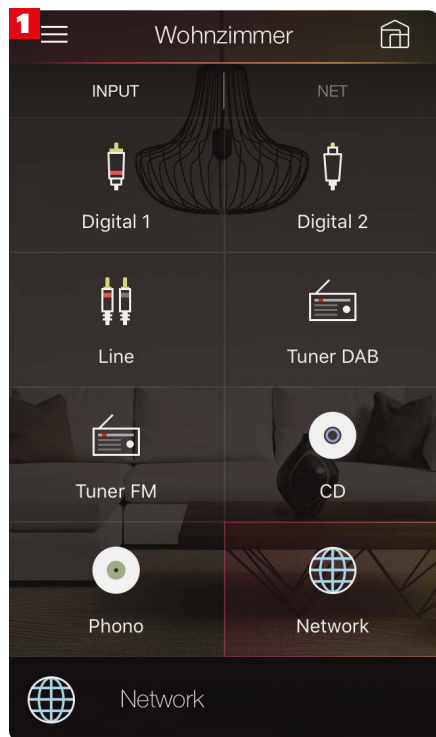 1
Wohnzimmer
INPUT NET
Digital 1 Digital 2
Line Tuner DAB
Tuner FM CD
Phono Network
Network